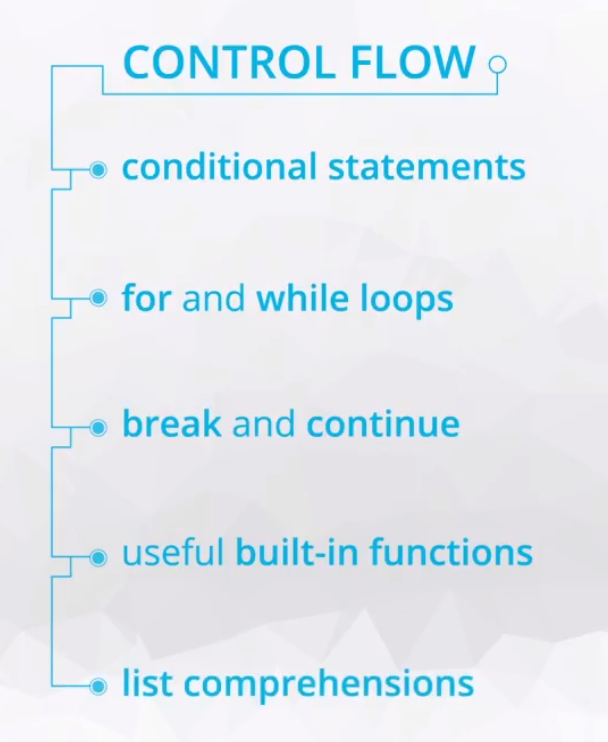 CONTROL FLOW
conditional statements
for and while loops
break and continue
useful built-in functions
list comprehensions